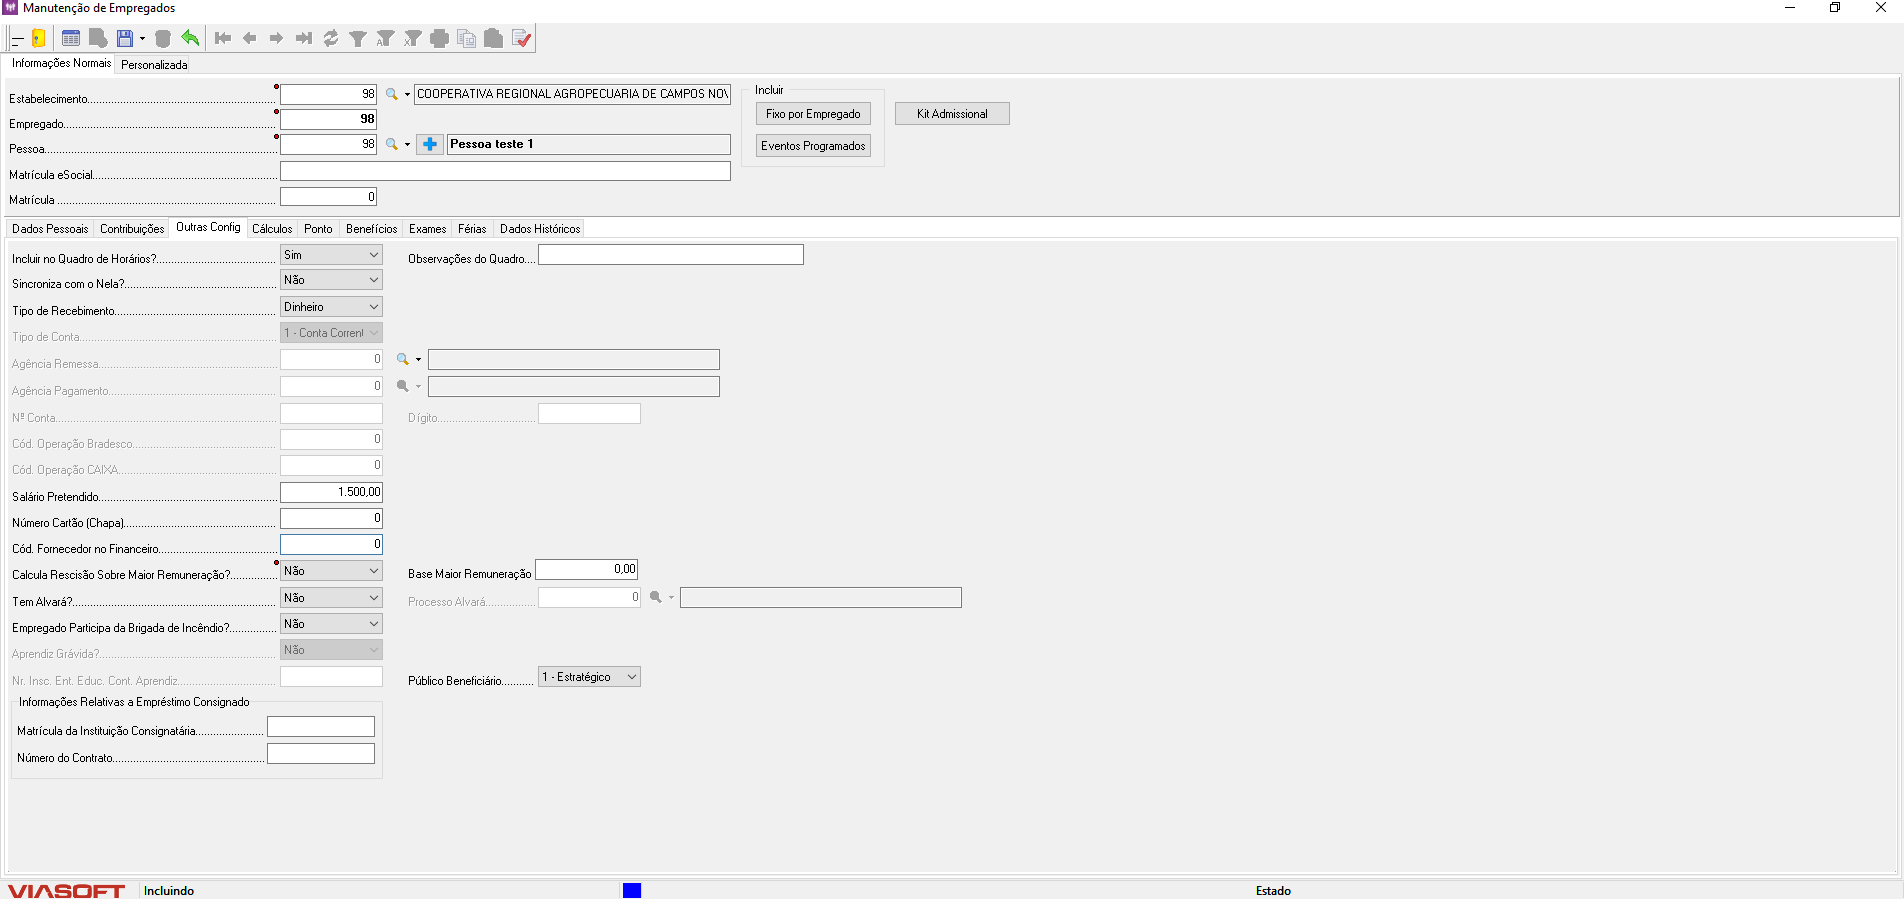 Manutenção de Empregados
Informações Normais Personalizada
Estabelecimento 98 COOPERATIVA REGIONAL AGROPECUARIA DE CAMPOS NOV
Incluir
Empregado 98 Fixo por Empregado Kit Admissional
Pessoa 98 Pessoa teste 1 Eventos Programados
Matrícula eSocial
Matrícula 0
Dados Pessoais Contribuições Outras Config Cálculos Ponto Benefícios Exames Férias Dados Históricos
Incluir no Quadro de Horários? Sim Observações do Quadro
Sincroniza com o Nela? Não
Tipo de Recebimento Dinheiro
Tipo de Conta 1 - Conta Corrent
Agência Remessa 0
Agência Pagamento 0
Nº Conta Dígito
Cód. Operação Bradesco 0
Cód. Operação CAIXA 0
Salário Pretendido 1.500,00
Número Cartão (Chapa) 0
Cód. Fornecedor no Financeiro 0
Calcula Rescisão Sobre Maior Remuneração? Não Base Maior Remuneração 0,00
Tem Alvará? Não Processo Alvará 0
Empregado Participa da Brigada de Incêndio? Não
Aprendiz Grávida? Não
Nr. Insc. Ent. Educ. Cont. Aprendiz Público Beneficiário 1 - Estratégico
Informações Relativas a Empréstimo Consignado
Matrícula da Instituição Consignatária
Número do Contrato
VIASOFT Incluindo Estado